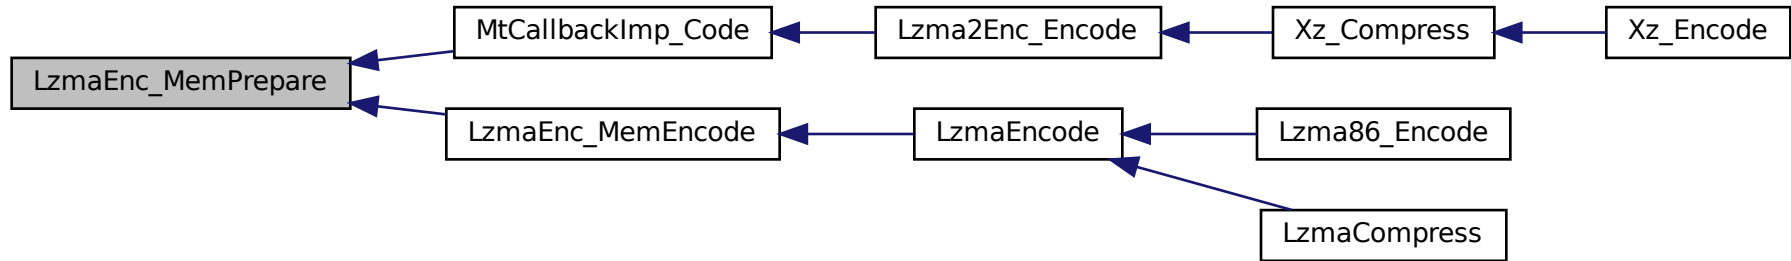 MtCallbackImp_Code
Lzma2Enc_Encode
Xz_Compress
Xz_Encode
LzmaEnc_MemPrepare
LzmaEnc_MemEncode
LzmaEncode
Lzma86_Encode
LzmaCompress